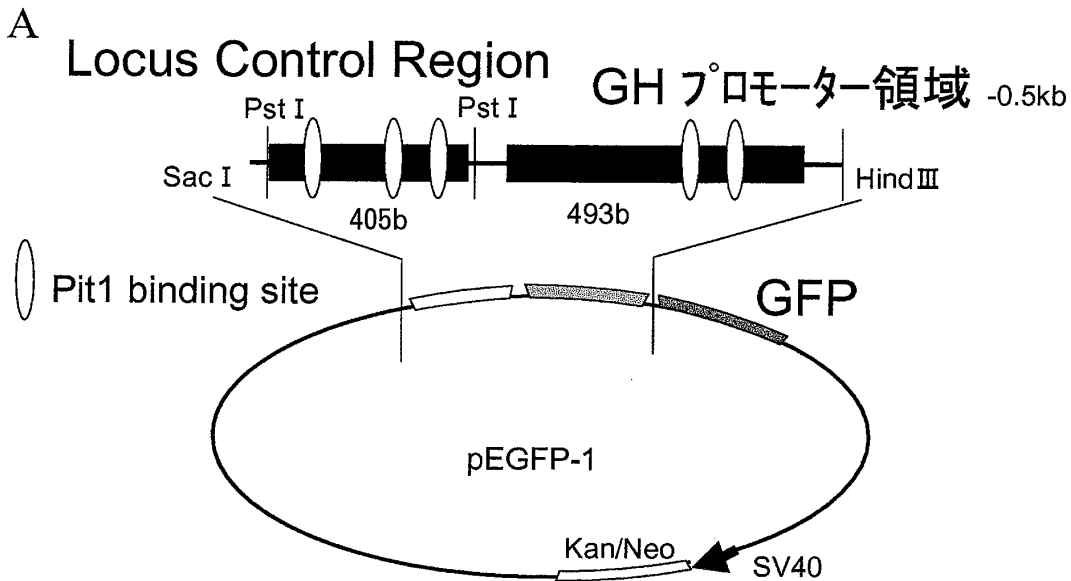 A
Locus Control Region
GH プロモーター領域 -0.5kb
Pst I
Pst I
Sac I
Hind III
405b
493b
Pit1 binding site
GFP
pEGFP-1
Kan/Neo
SV40